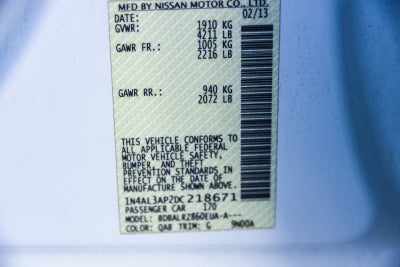 MFD BY NISSAN MOTOR CO., LTD.
DATE: 02/13
GVWR: 1910 KG
4211 LB
GAWR FR: 1005 KG
2216 LB
GAWR RR: 940 KG
2072 LB
THIS VEHICLE CONFORMS TO
ALL APPLICABLE FEDERAL
MOTOR VEHICLE SAFETY,
BUMPER, AND THEFT
PREVENTION STANDARDS IN
EFFECT ON THE DATE OF
MANUFACTURE SHOWN ABOVE.
1N4AL3AP2DC218671
PASSENGER CAR 170
MODEL: BDBALRZ860EUA-A---
COLOR: QAB TRIM: G 9N00A